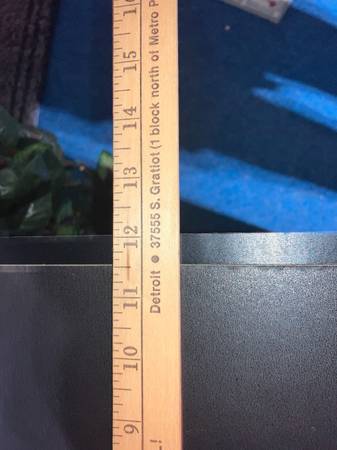 Detroit • 37555 S. Gratiot (1 block north of Metro P
L!
9 10 11 12 13 14 15 16